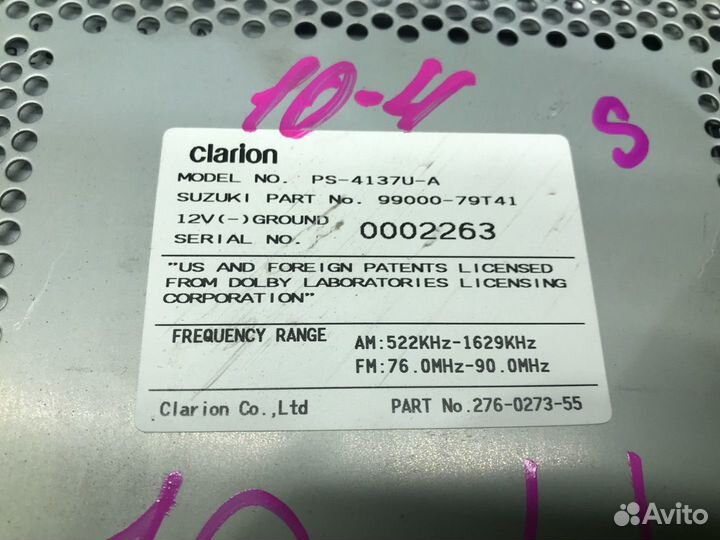 10-4
S
clarion
MODEL NO. PS-4137U-A
SUZUKI PART No. 99000-79T41
12V(-)GROUND
SERIAL NO. 0002263
"US AND FOREIGN PATENTS LICENSED
FROM DOLBY LABORATORIES LICENSING
CORPORATION"
FREQUENCY RANGE AM:522KHz-1629KHz
FM:76.0MHz-90.0MHz
Clarion Co.,Ltd PART No.276-0273-55
Avito